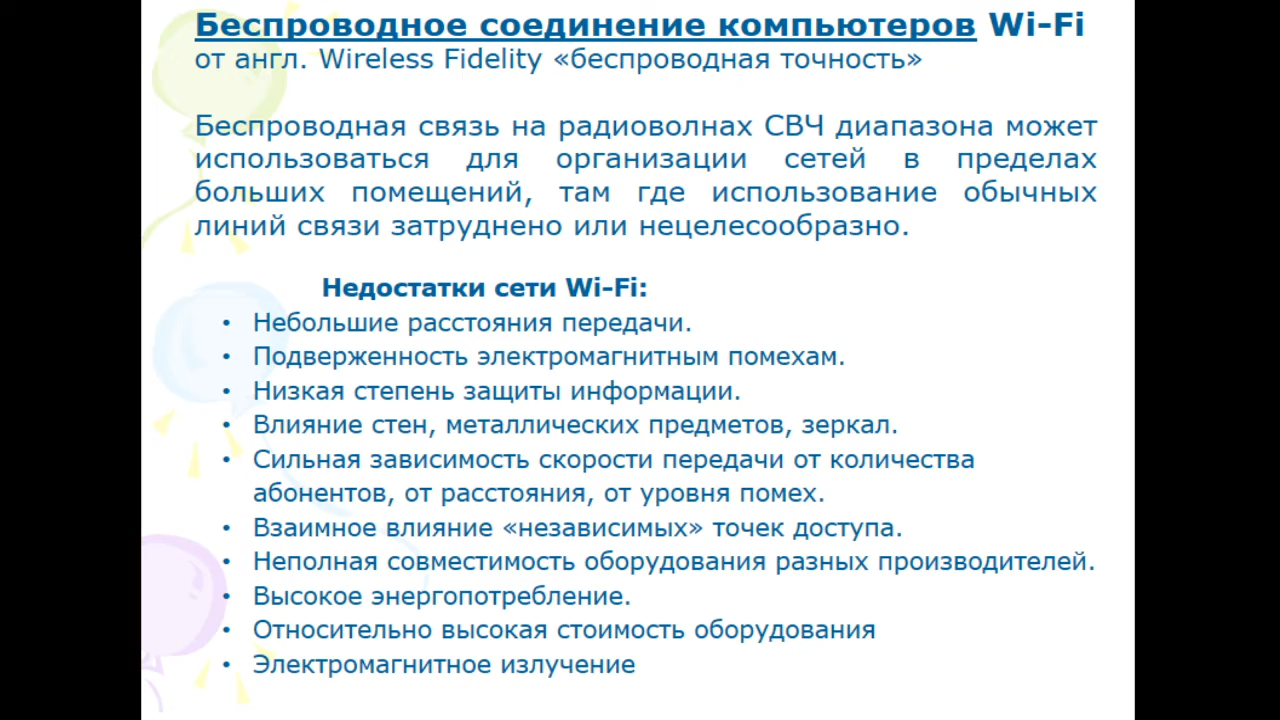 Беспроводное соединение компьютеров Wi-Fi
от англ. Wireless Fidelity «беспроводная точность»
Беспроводная связь на радиоволнах СВЧ диапазона может
использоваться для организации сетей в пределах
больших помещений, там где использование обычных
линий связи затруднено или нецелесообразно.
Недостатки сети Wi-Fi:
• Небольшие расстояния передачи.
• Подверженность электромагнитным помехам.
• Низкая степень защиты информации.
• Влияние стен, металлических предметов, зеркал.
• Сильная зависимость скорости передачи от количества
абонентов, от расстояния, от уровня помех.
• Взаимное влияние «независимых» точек доступа.
• Неполная совместимость оборудования разных производителей.
• Высокое энергопотребление.
• Относительно высокая стоимость оборудования
• Электромагнитное излучение